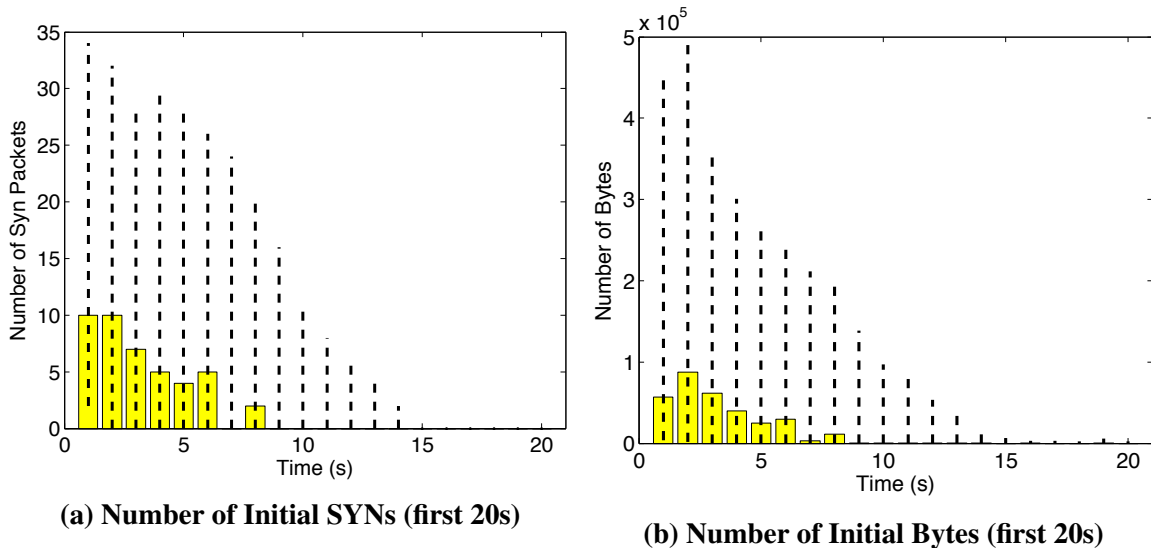 35
30
25
20
15
10
5
0
Number of Syn Packets
0 5 10 15 20
Time (s)
(a) Number of Initial SYNs (first 20s)
x 10^5
5
4
3
2
1
0
Number of Bytes
0 5 10 15 20
Time (s)
(b) Number of Initial Bytes (first 20s)